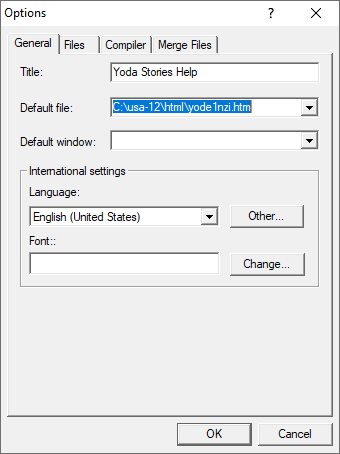 Options
General Files Compiler Merge Files
Title: Yoda Stories Help
Default file: C:\usa-12\html\yode1nzi.htm
Default window:
International settings
Language:
English (United States) Other...
Font::
Change...
OK Cancel